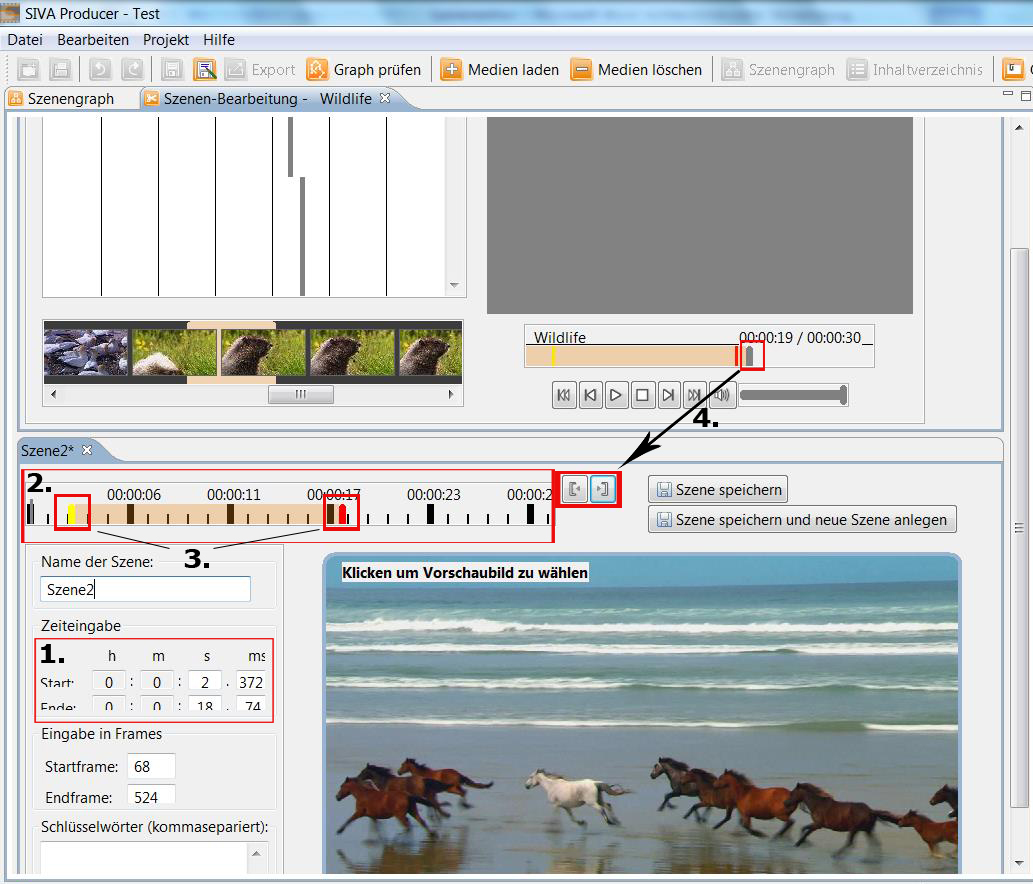 SIVA Producer - Test
Datei Bearbeiten Projekt Hilfe
Export Graph prüfen Medien laden Medien löschen Szenengraph Inhaltverzeichnis
Szenengraph Szenen-Bearbeitung - Wildlife
Wildlife 00:00:19 / 00:00:30
4.
Szene2*
2.
00:00:06 00:00:11 00:00:17 00:00:23
Szene speichern
Szene speichern und neue Szene anlegen
3.
Name der Szene:
Szene2
Klicken um Vorschaubild zu wählen
Zeiteingabe
1. h m s ms
Start: 0 : 0 : 2 . 372
Ende: 0 : 0 : 18 . 74
Eingabe in Frames
Startframe: 68
Endframe: 524
Schlüsselwörter (kommasepariert):